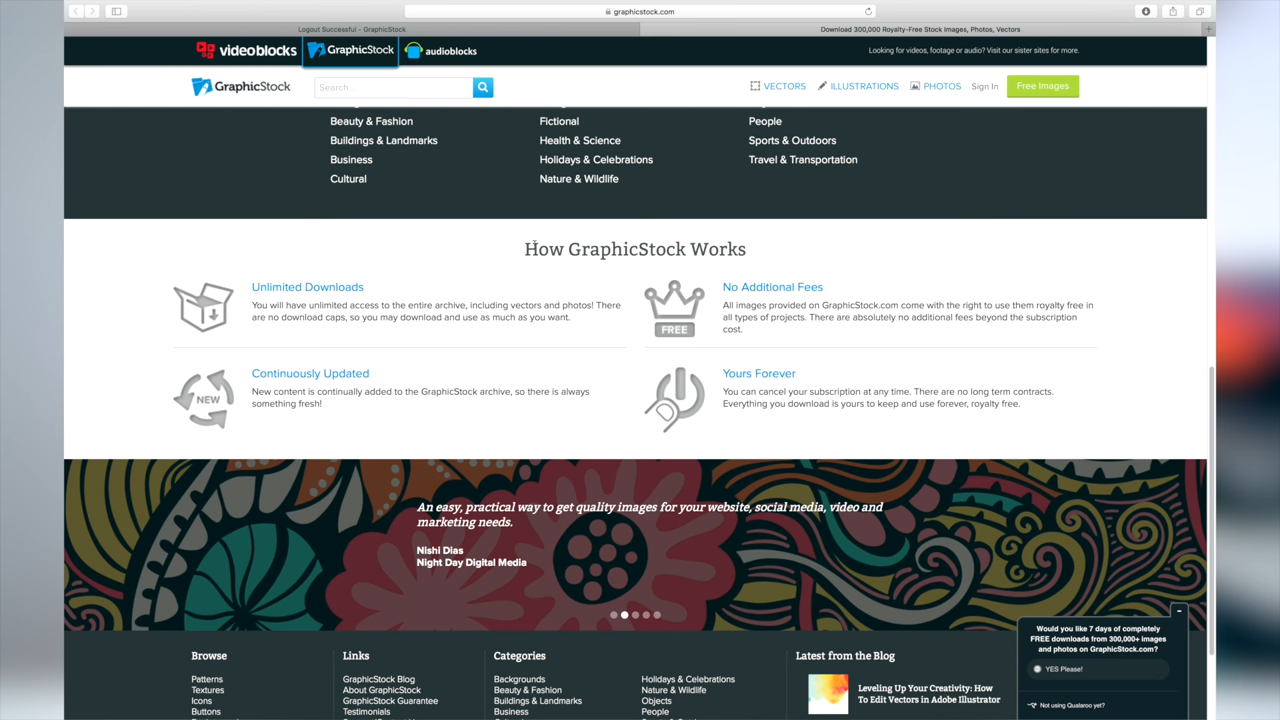 graphicstock.com
Logout Successful - GraphicStock
Download 300,000 Royalty-Free Stock Images, Photos, Vectors
videoblocks
GraphicStock
audioblocks
Looking for videos, footage or audio? Visit our sister sites for more.
GraphicStock
Search...
VECTORS
ILLUSTRATIONS
PHOTOS
Sign In
Free Images
Beauty & Fashion
Fictional
People
Buildings & Landmarks
Health & Science
Sports & Outdoors
Business
Holidays & Celebrations
Travel & Transportation
Cultural
Nature & Wildlife
How GraphicStock Works
Unlimited Downloads
You will have unlimited access to the entire archive, including vectors and photos! There
are no download caps, so you may download and use as much as you want.
FREE
No Additional Fees
All images provided on GraphicStock.com come with the right to use them royalty free in
all types of projects. There are absolutely no additional fees beyond the subscription
cost.
NEW
Continuously Updated
New content is continually added to the GraphicStock archive, so there is always
something fresh!
Yours Forever
You can cancel your subscription at any time. There are no long term contracts.
Everything you download is yours to keep and use forever, royalty free.
An easy, practical way to get quality images for your website, social media, video and
marketing needs.
Nishi Dias
Night Day Digital Media
Browse
Patterns
Textures
Icons
Buttons
Links
GraphicStock Blog
About GraphicStock
GraphicStock Guarantee
Testimonials
Categories
Backgrounds
Beauty & Fashion
Buildings & Landmarks
Business
Holidays & Celebrations
Nature & Wildlife
Objects
People
Latest from the Blog
Leveling Up Your Creativity: How
To Edit Vectors in Adobe Illustrator
Would you like 7 days of completely
FREE downloads from 300,000+ images
and photos on GraphicStock.com?
YES Please!
Not using Qualaroo yet?